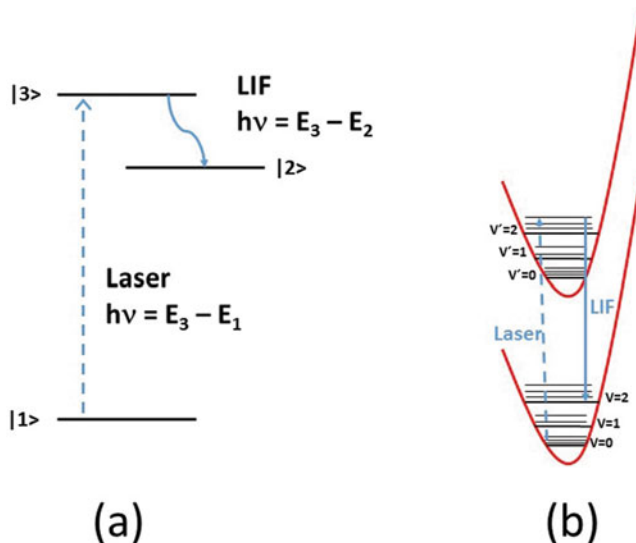 |3>
LIF
hν = E₃ – E₂
|2>
Laser
hν = E₃ – E₁
|1>
(a)
V´=2
V´=1
V´=0
LIF
Laser
V=2
V=1
V=0
(b)